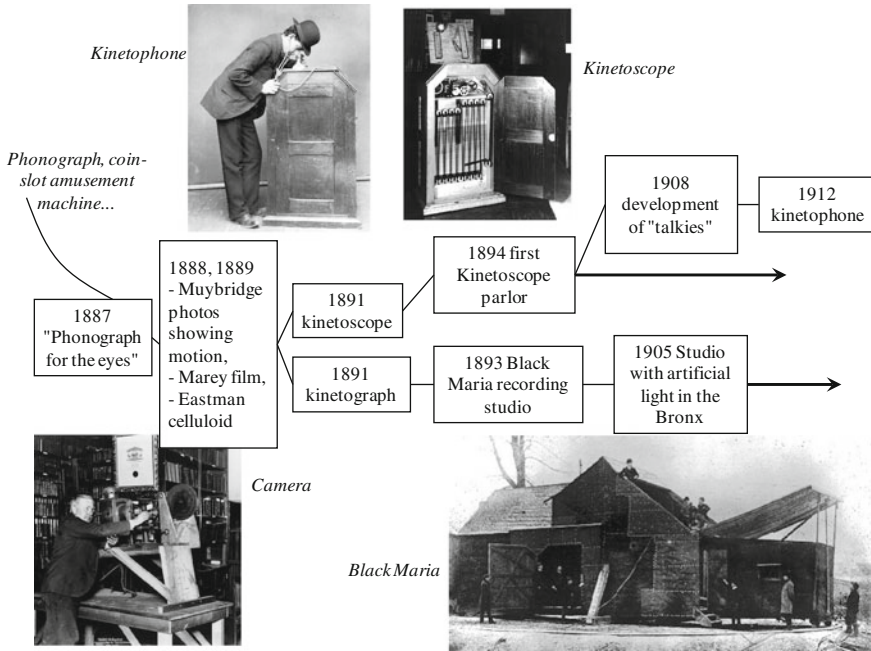 Kinetophone
Kinetoscope
Phonograph, coin-
slot amusement
machine...
1887
"Phonograph
for the eyes"
1888, 1889
- Muybridge
photos
showing
motion,
- Marey film,
- Eastman
celluloid
1891
kinetoscope
1894 first
Kinetoscope
parlor
1908
development
of "talkies"
1912
kinetophone
1891
kinetograph
1893 Black
Maria recording
studio
1905 Studio
with artificial
light in the
Bronx
Camera
Black Maria